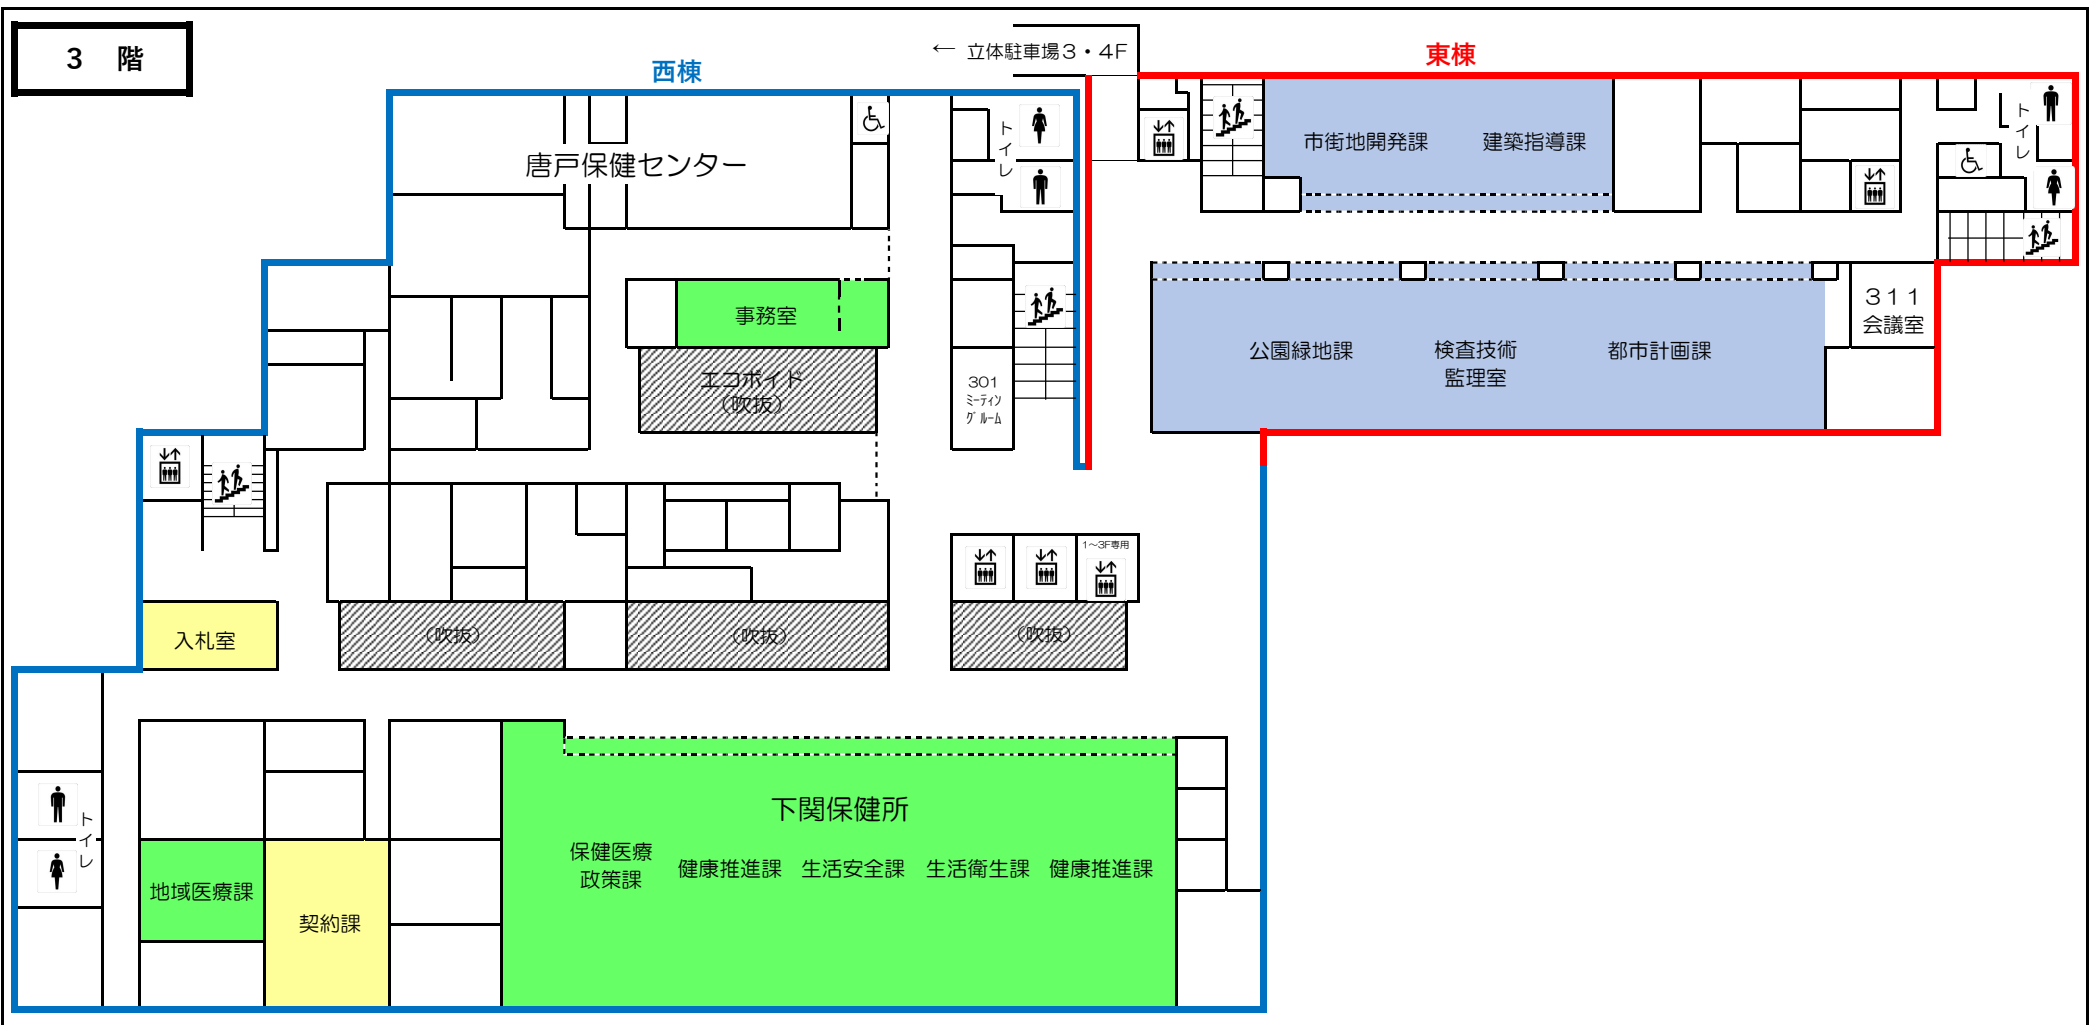 ３　階
← 立体駐車場３・４F
東棟
西棟
トイレ
市街地開発課
建築指導課
トイレ
唐戸保健センター
311
会議室
事務室
公園緑地課
検査技術
監理室
都市計画課
エコボイド
(吹抜)
301
ミーティン
グルーム
1～3F専用
入札室
(吹抜)
(吹抜)
(吹抜)
トイレ
下関保健所
保健医療
政策課
健康推進課
生活安全課
生活衛生課
健康推進課
地域医療課
契約課